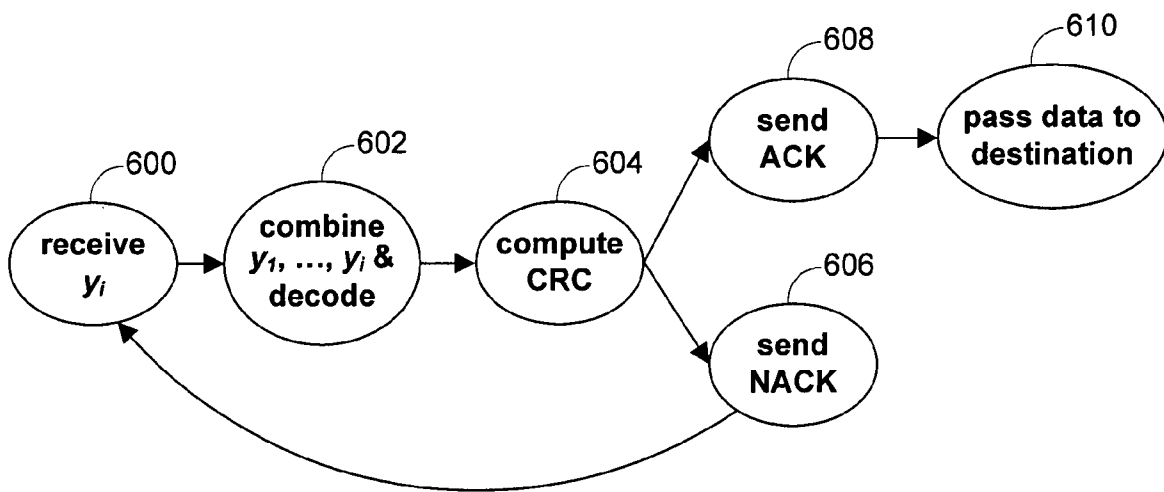 600
receive
yᵢ
602
combine
y₁, …, yᵢ &
decode
604
compute
CRC
608
send
ACK
610
pass data to
destination
606
send
NACK